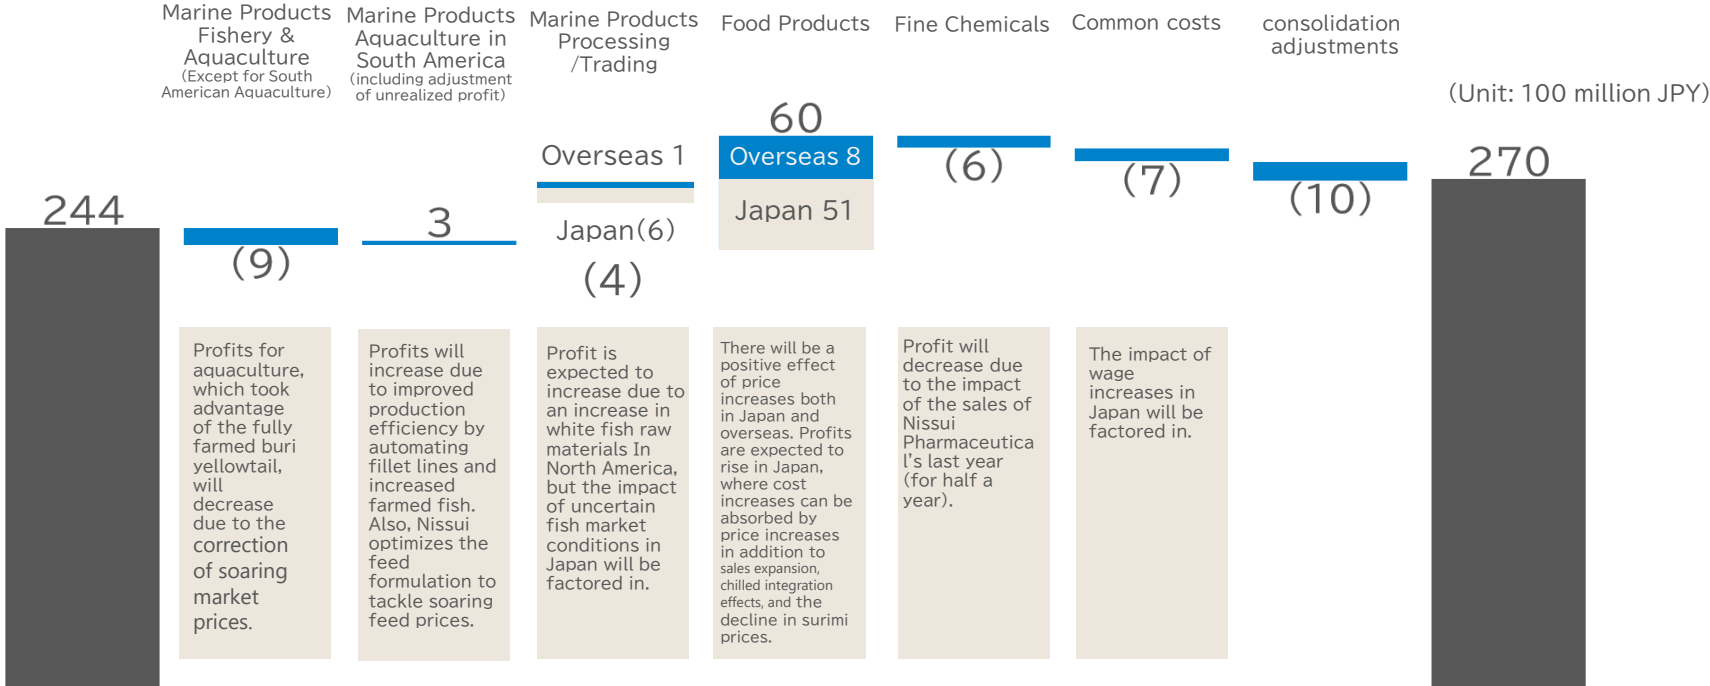 Marine Products
Fishery &
Aquaculture
(Except for South
American Aquaculture)
Marine Products
Aquaculture in
South America
(including adjustment
of unrealized profit)
Marine Products
Processing
/Trading
Food Products
Fine Chemicals
Common costs
consolidation
adjustments
(Unit: 100 million JPY)
244
(9)
3
Overseas 1
Japan(6)
(4)
60
Overseas 8
Japan 51
(6)
(7)
(10)
270
Profits for
aquaculture,
which took
advantage
of the fully
farmed buri
yellowtail,
will
decrease
due to the
correction
of soaring
market
prices.
Profits will
increase due
to improved
production
efficiency by
automating
fillet lines and
increased
farmed fish.
Also, Nissui
optimizes the
feed
formulation to
tackle soaring
feed prices.
Profit is
expected to
increase due to
an increase in
white fish raw
materials In
North America,
but the impact
of uncertain
fish market
conditions in
Japan will be
factored in.
There will be a
positive effect
of price
increases both
in Japan and
overseas. Profits
are expected to
rise in Japan,
where cost
increases can be
absorbed by
price increases
in addition to
sales expansion,
chilled integration
effects, and the
decline in surimi
prices.
Profit will
decrease due
to the impact
of the sales of
Nissui
Pharmaceutica
l’s last year
(for half a
year).
The impact of
wage
increases in
Japan will be
factored in.